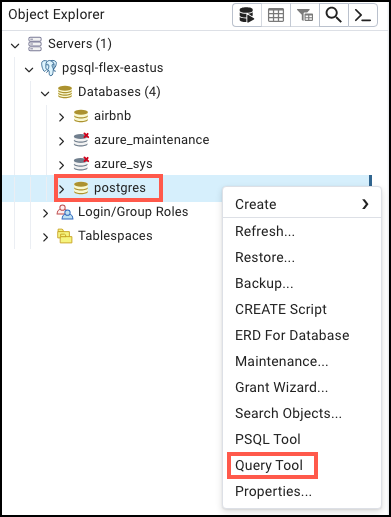 Object Explorer
Servers (1)
pgsql-flex-eastus
Databases (4)
airbnb
azure_maintenance
azure_sys
postgres
Login/Group Roles
Tablespaces
Create
Refresh...
Restore...
Backup...
CREATE Script
ERD For Database
Maintenance...
Grant Wizard...
Search Objects...
PSQL Tool
Query Tool
Properties...